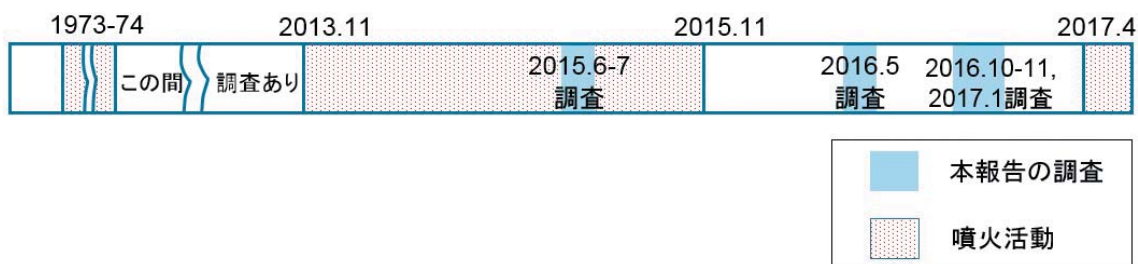 1973-74
2013.11
2015.11
2017.4
この間
調査あり
2015.6-7
調査
2016.5
調査
2016.10-11,
2017.1調査
本報告の調査
噴火活動